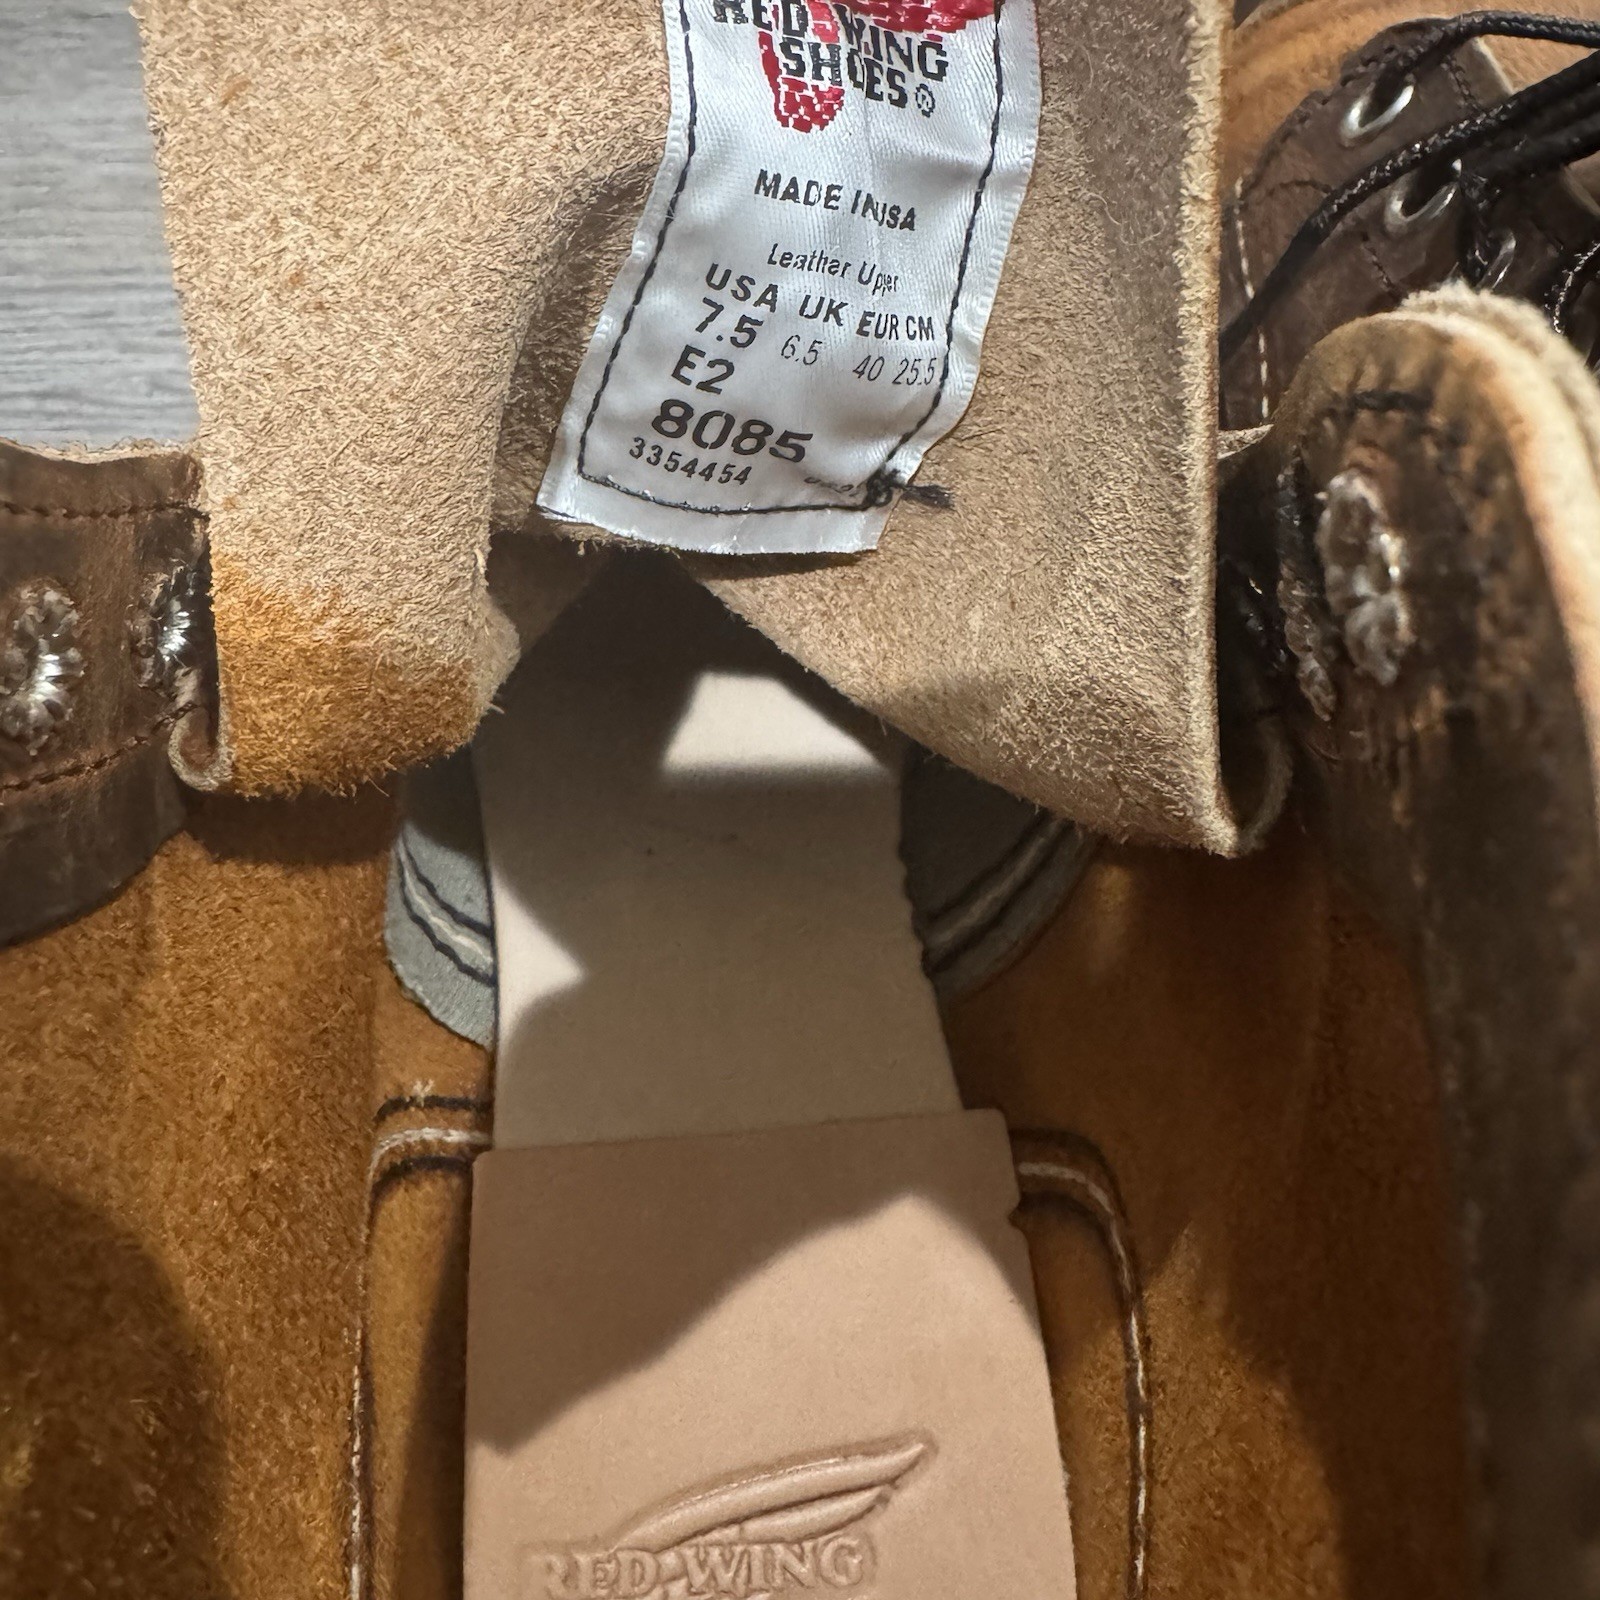 RED WING
SHOES®
MADE IN USA
Leather Upper
USA UK EUR CM
7.5 6.5 40 25.5
E2
8085
3354454
RED WING